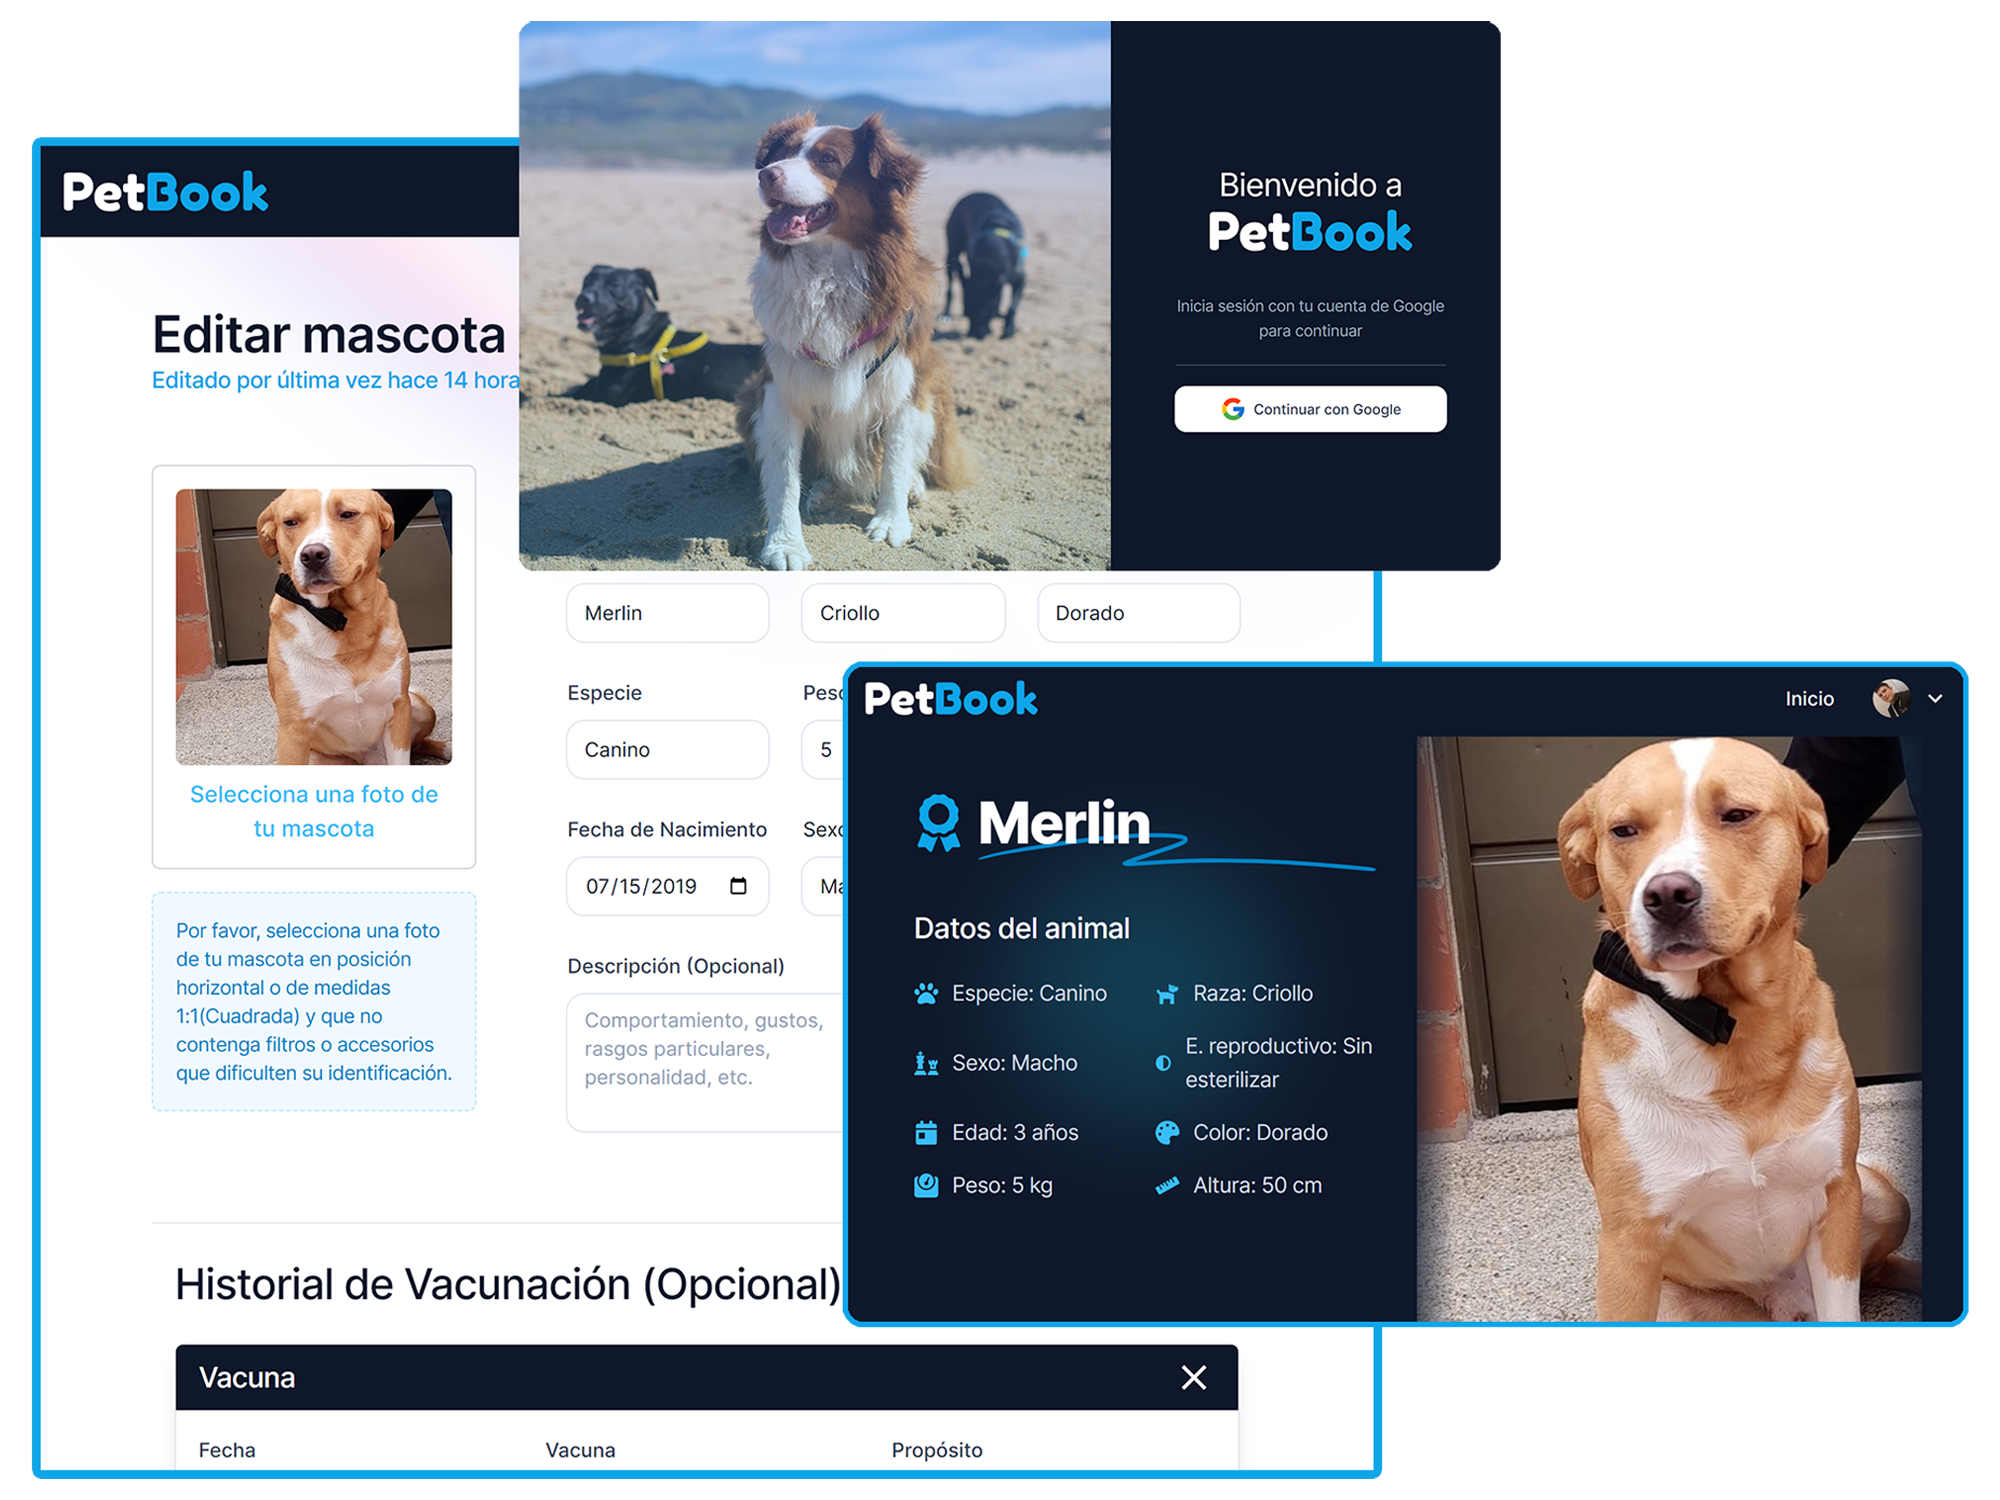 PetBook
Editar mascota
Editado por última vez hace 14 hora
Selecciona una foto de
tu mascota
Por favor, selecciona una foto
de tu mascota en posición
horizontal o de medidas
1:1(Cuadrada) y que no
contenga filtros o accesorios
que dificulten su identificación.
Bienvenido a
PetBook
Inicia sesión con tu cuenta de Google
para continuar
Continuar con Google
Merlin
Criollo
Dorado
Especie
Peso
Canino
5
Fecha de Nacimiento
Sexo
07/15/2019
Ma
Descripción (Opcional)
Comportamiento, gustos,
rasgos particulares,
personalidad, etc.
Historial de Vacunación (Opcional)
Vacuna
Fecha
Vacuna
Propósito
PetBook
Inicio
Merlin
Datos del animal
Especie: Canino
Raza: Criollo
Sexo: Macho
E. reproductivo: Sin
esterilizar
Edad: 3 años
Color: Dorado
Peso: 5 kg
Altura: 50 cm